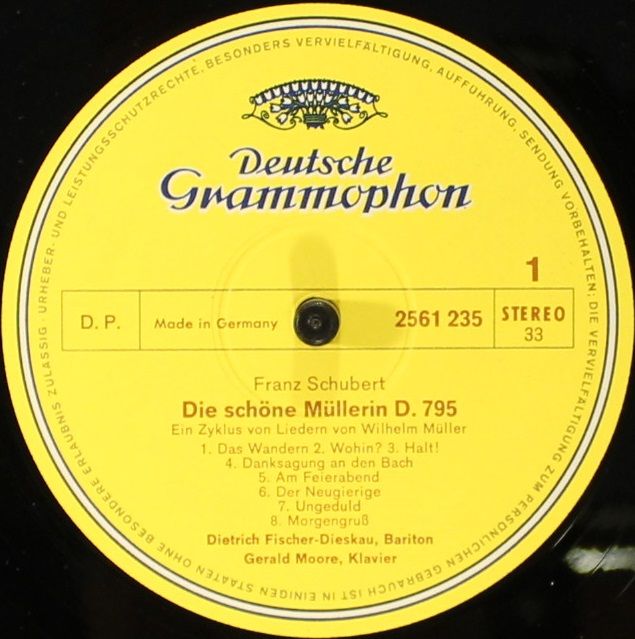 URHEBER- UND LEISTUNGSSCHUTZRECHTE, BESONDERS VERVIELFÄLTIGUNG, AUFFÜHRUNG, SENDUNG VORBEHALTEN; DIE VERVIELFÄLTIGUNG ZUM PERSÖNLICHEN GEBRAUCH IST IN EINIGEN STAATEN OHNE BESONDERE ERLAUBNIS ZULÄSSIG.
Deutsche
Grammophon
1
D. P.
Made in Germany
2561 235
STEREO
33
Franz Schubert
Die schöne Müllerin D. 795
Ein Zyklus von Liedern von Wilhelm Müller
1. Das Wandern 2. Wohin? 3. Halt!
4. Danksagung an den Bach
5. Am Feierabend
6. Der Neugierige
7. Ungeduld
8. Morgengruß
Dietrich Fischer-Dieskau, Bariton
Gerald Moore, Klavier